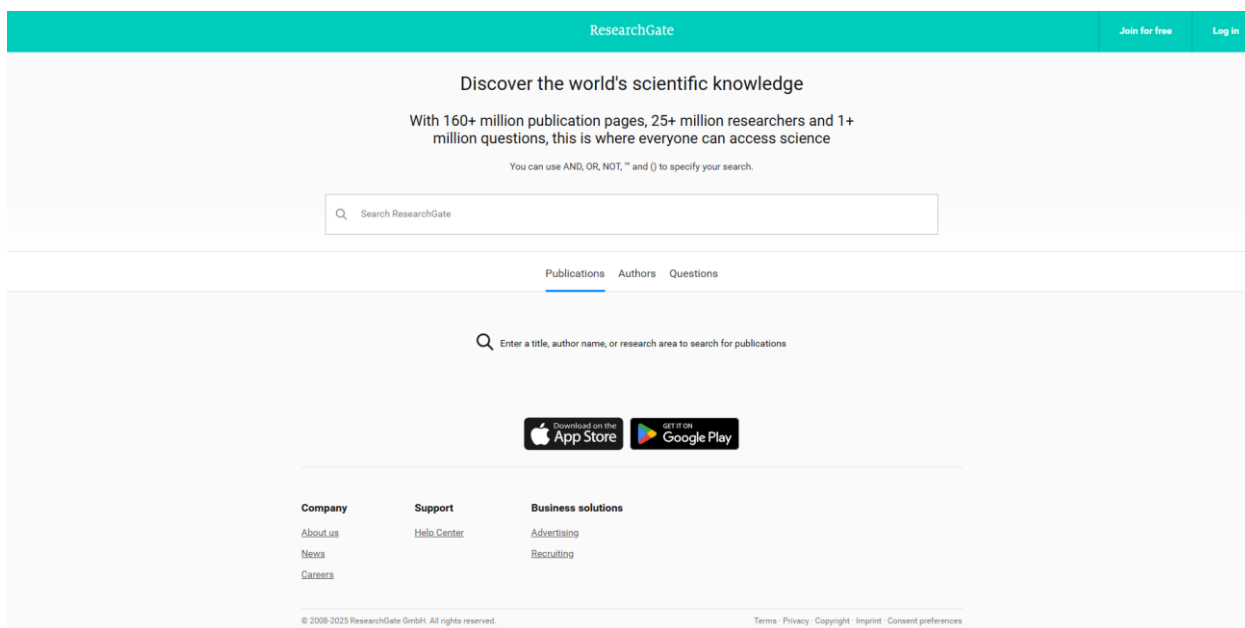 ResearchGate
Join for free
Log in
Discover the world's scientific knowledge
With 160+ million publication pages, 25+ million researchers and 1+
million questions, this is where everyone can access science
You can use AND, OR, NOT, "" and () to specify your search.
Search ResearchGate
Publications Authors Questions
Enter a title, author name, or research area to search for publications
Download on the
App Store
GET IT ON
Google Play
Company
About us
News
Careers
Support
Help Center
Business solutions
Advertising
Recruiting
© 2008-2025 ResearchGate GmbH. All rights reserved.
Terms · Privacy · Copyright · Imprint · Consent preferences